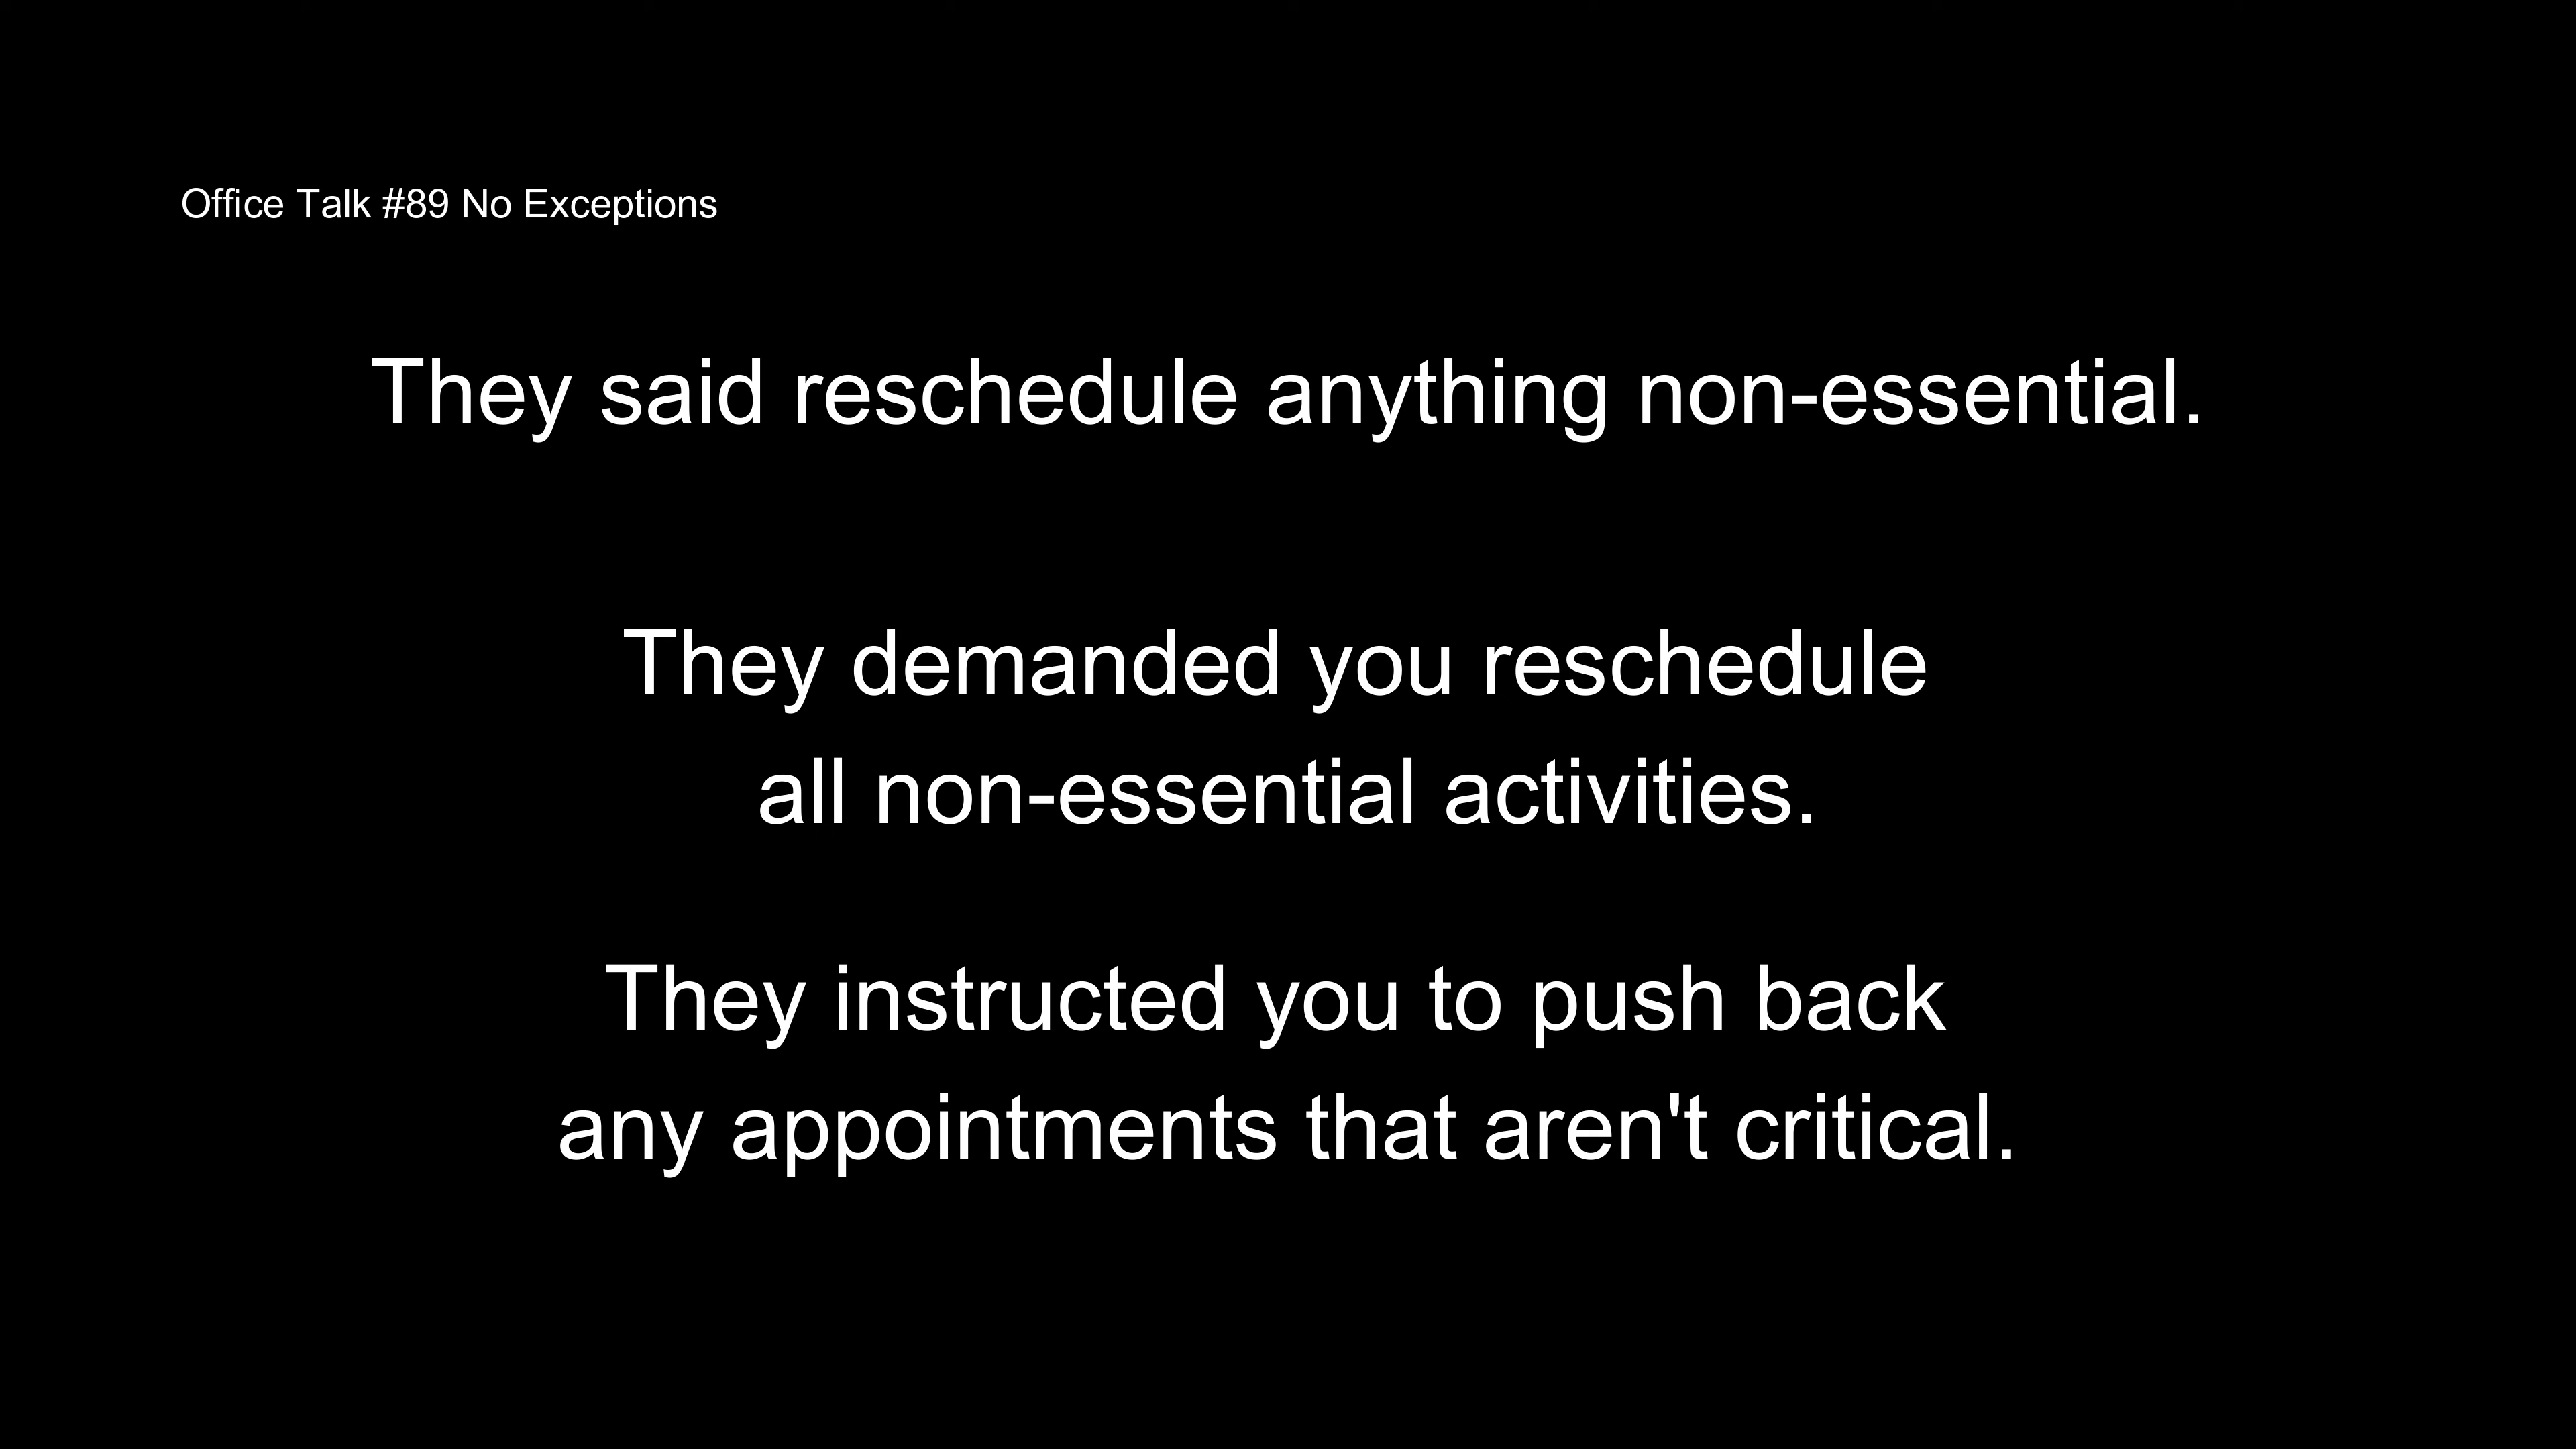 Office Talk #89 No Exceptions
They said reschedule anything non-essential.
They demanded you reschedule
all non-essential activities.
They instructed you to push back
any appointments that aren't critical.